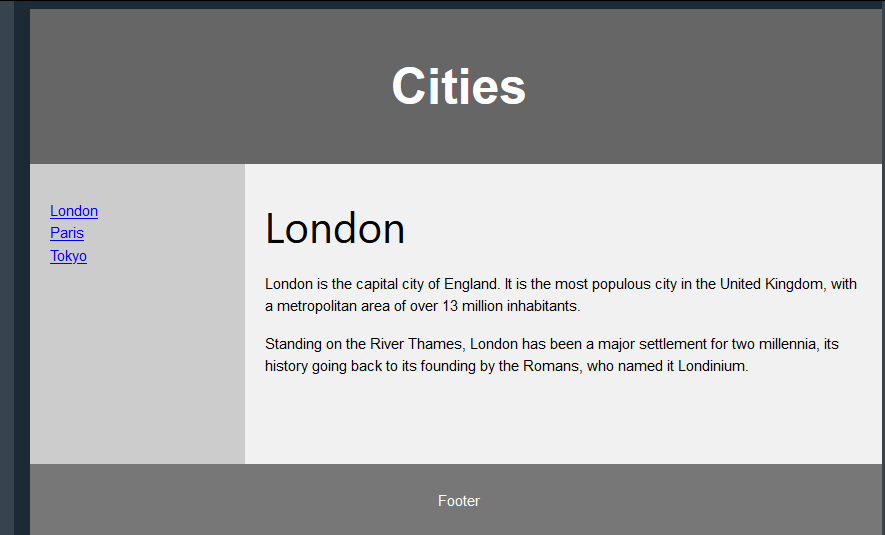 Cities
London
Paris
Tokyo
London
London is the capital city of England. It is the most populous city in the United Kingdom, with
a metropolitan area of over 13 million inhabitants.
Standing on the River Thames, London has been a major settlement for two millennia, its
history going back to its founding by the Romans, who named it Londinium.
Footer